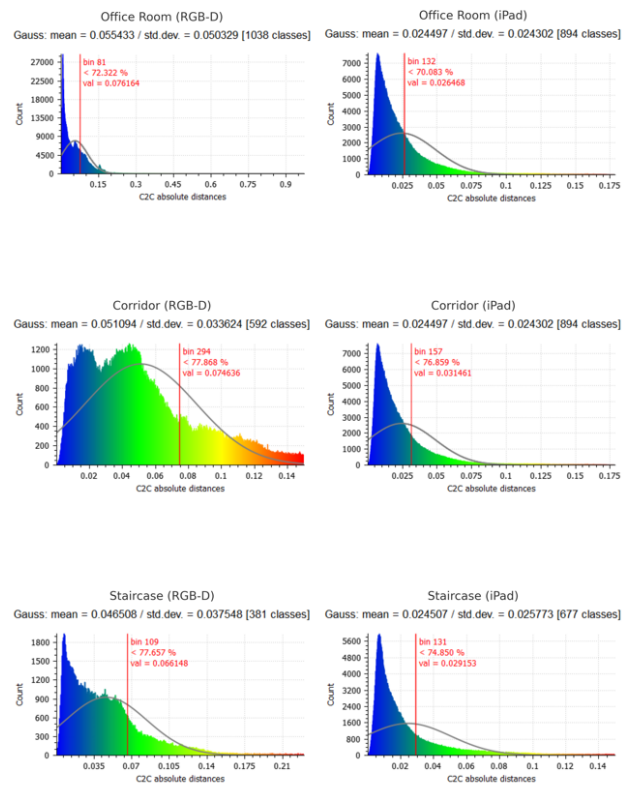 Office Room (RGB-D)
Gauss: mean = 0.055433 / std.dev. = 0.050329 [1038 classes]
bin 81
< 72.322 %
val = 0.076164
27000
22500
18000
13500
9000
4500
0
Count
0.15 0.3 0.45 0.6 0.75 0.9
C2C absolute distances
Office Room (iPad)
Gauss: mean = 0.024497 / std.dev. = 0.024302 [894 classes]
bin 132
< 70.083 %
val = 0.026468
7000
6000
5000
4000
3000
2000
1000
0
Count
0.025 0.05 0.075 0.1 0.125 0.15 0.175
C2C absolute distances
Corridor (RGB-D)
Gauss: mean = 0.051094 / std.dev. = 0.033624 [592 classes]
bin 294
< 77.868 %
val = 0.074636
1200
1000
800
600
400
200
0
Count
0.02 0.04 0.06 0.08 0.1 0.12 0.14
C2C absolute distances
Corridor (iPad)
Gauss: mean = 0.024497 / std.dev. = 0.024302 [894 classes]
bin 157
< 76.859 %
val = 0.031461
7000
6000
5000
4000
3000
2000
1000
0
Count
0.025 0.05 0.075 0.1 0.125 0.15 0.175
C2C absolute distances
Staircase (RGB-D)
Gauss: mean = 0.046508 / std.dev. = 0.037548 [381 classes]
bin 109
< 77.657 %
val = 0.066148
1800
1500
1200
900
600
300
0
Count
0.035 0.07 0.105 0.14 0.175 0.21
C2C absolute distances
Staircase (iPad)
Gauss: mean = 0.024507 / std.dev. = 0.025773 [677 classes]
bin 131
< 74.850 %
val = 0.029153
5600
4800
4000
3200
2400
1600
800
0
Count
0.02 0.04 0.06 0.08 0.1 0.12 0.14
C2C absolute distances